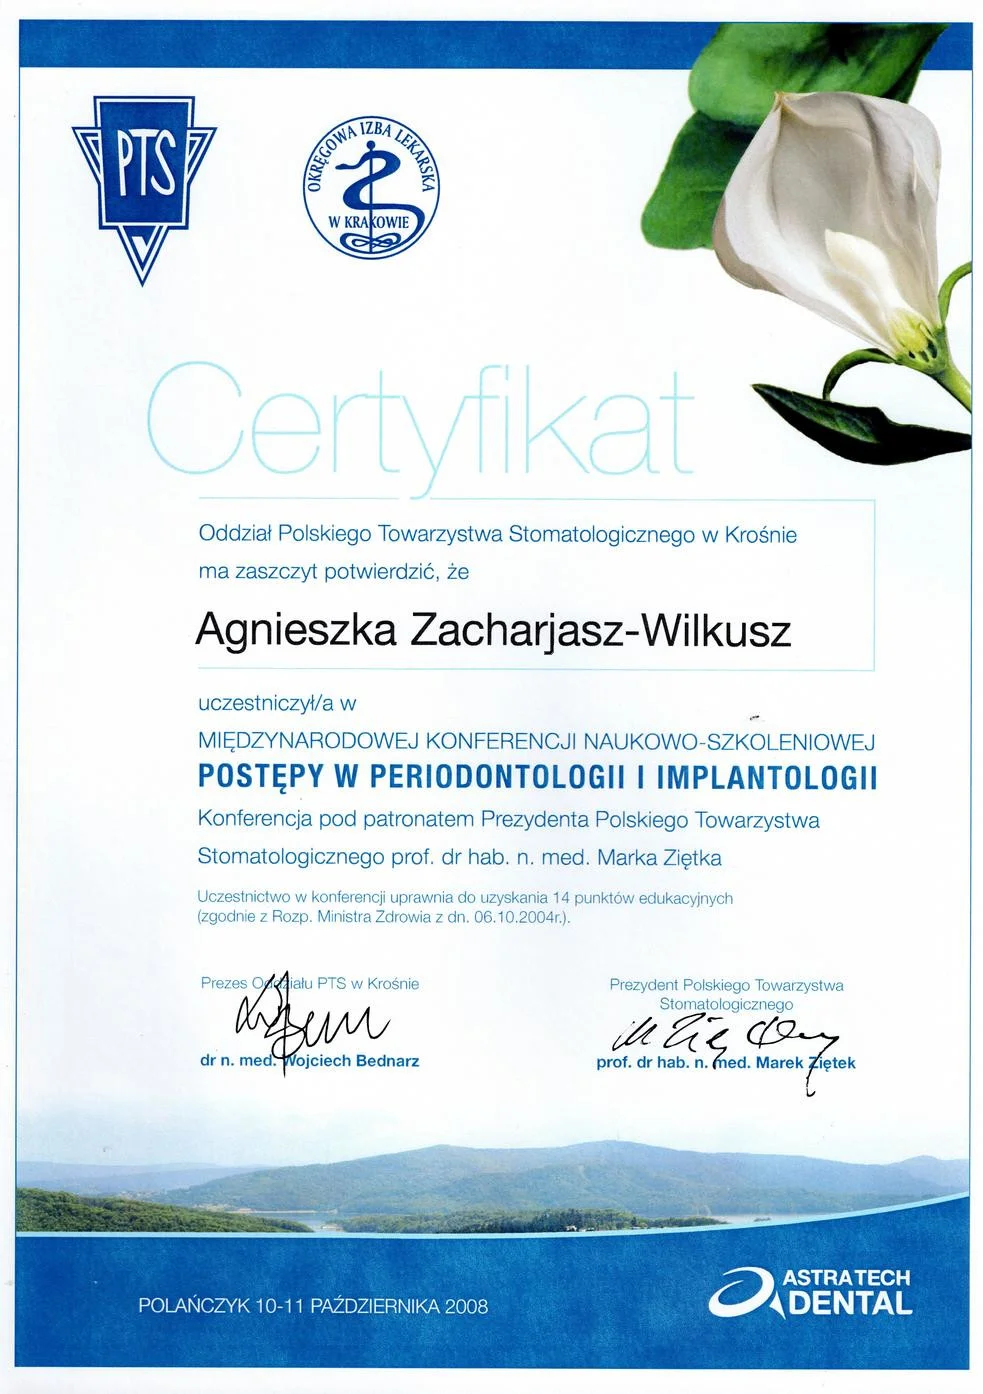 PTS
OKRĘGOWA IZBA LEKARSKA
W KRAKOWIE
Certyfikat
Oddział Polskiego Towarzystwa Stomatologicznego w Krośnie
ma zaszczyt potwierdzić, że
Agnieszka Zacharjasz-Wilkusz
uczestniczył/a w
MIĘDZYNARODOWEJ KONFERENCJI NAUKOWO-SZKOLENIOWEJ
POSTĘPY W PERIODONTOLOGII I IMPLANTOLOGII
Konferencja pod patronatem Prezydenta Polskiego Towarzystwa
Stomatologicznego prof. dr hab. n. med. Marka Ziętka
Uczestnictwo w konferencji uprawnia do uzyskania 14 punktów edukacyjnych
(zgodnie z Rozp. Ministra Zdrowia z dn. 06.10.2004r.).
Prezes Oddziału PTS w Krośnie
dr n. med. Wojciech Bednarz
Prezydent Polskiego Towarzystwa
Stomatologicznego
prof. dr hab. n. med. Marek Ziętek
POLAŃCZYK 10-11 PAŹDZIERNIKA 2008
ASTRA TECH
DENTAL